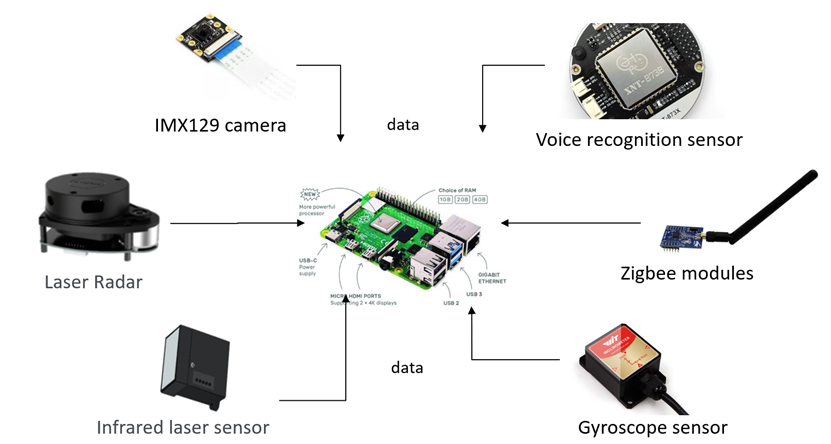 XNT-873S
T-873X
IMX129 camera
data
Voice recognition sensor
NEW
More powerful
processor
Choice of RAM
1GB 2GB 4GB
USB-C
Power
supply
MICRO HDMI PORTS
Supporting 2 × 4K displays
GIGABIT
ETHERNET
USB 3
USB 2
Laser Radar
Zigbee modules
data
WIT
Infrared laser sensor
Gyroscope sensor